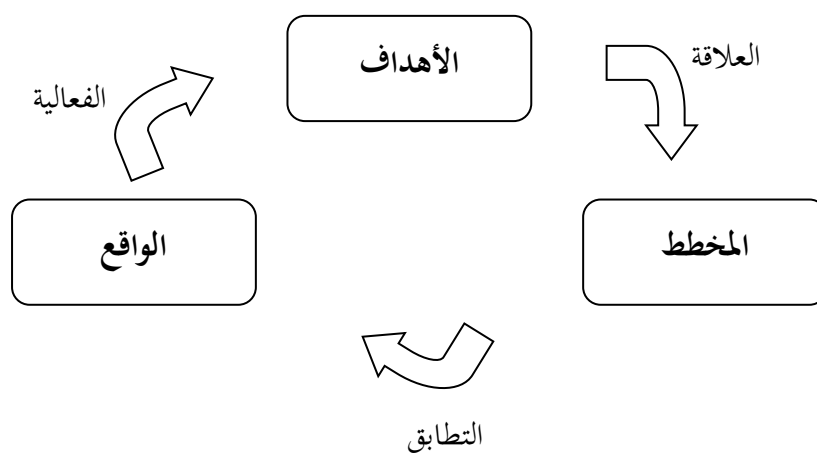 الأهداف
العلاقة
الفعالية
المخطط
الواقع
التطابق